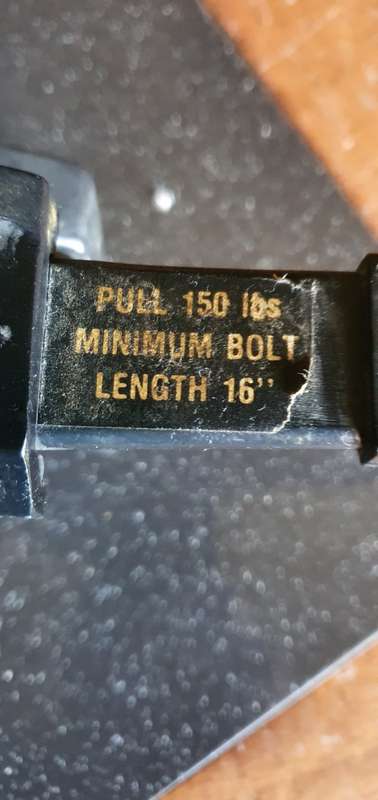 PULL 150 lbs
MINIMUM BOLT
LENGTH 16''